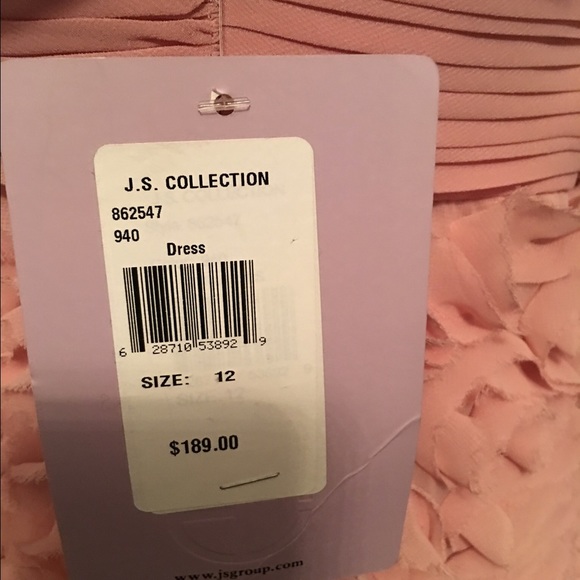 J.S. COLLECTION
862547
940
Dress
6 28710 53892 9
SIZE: 12
$189.00
www.jsgroup.com